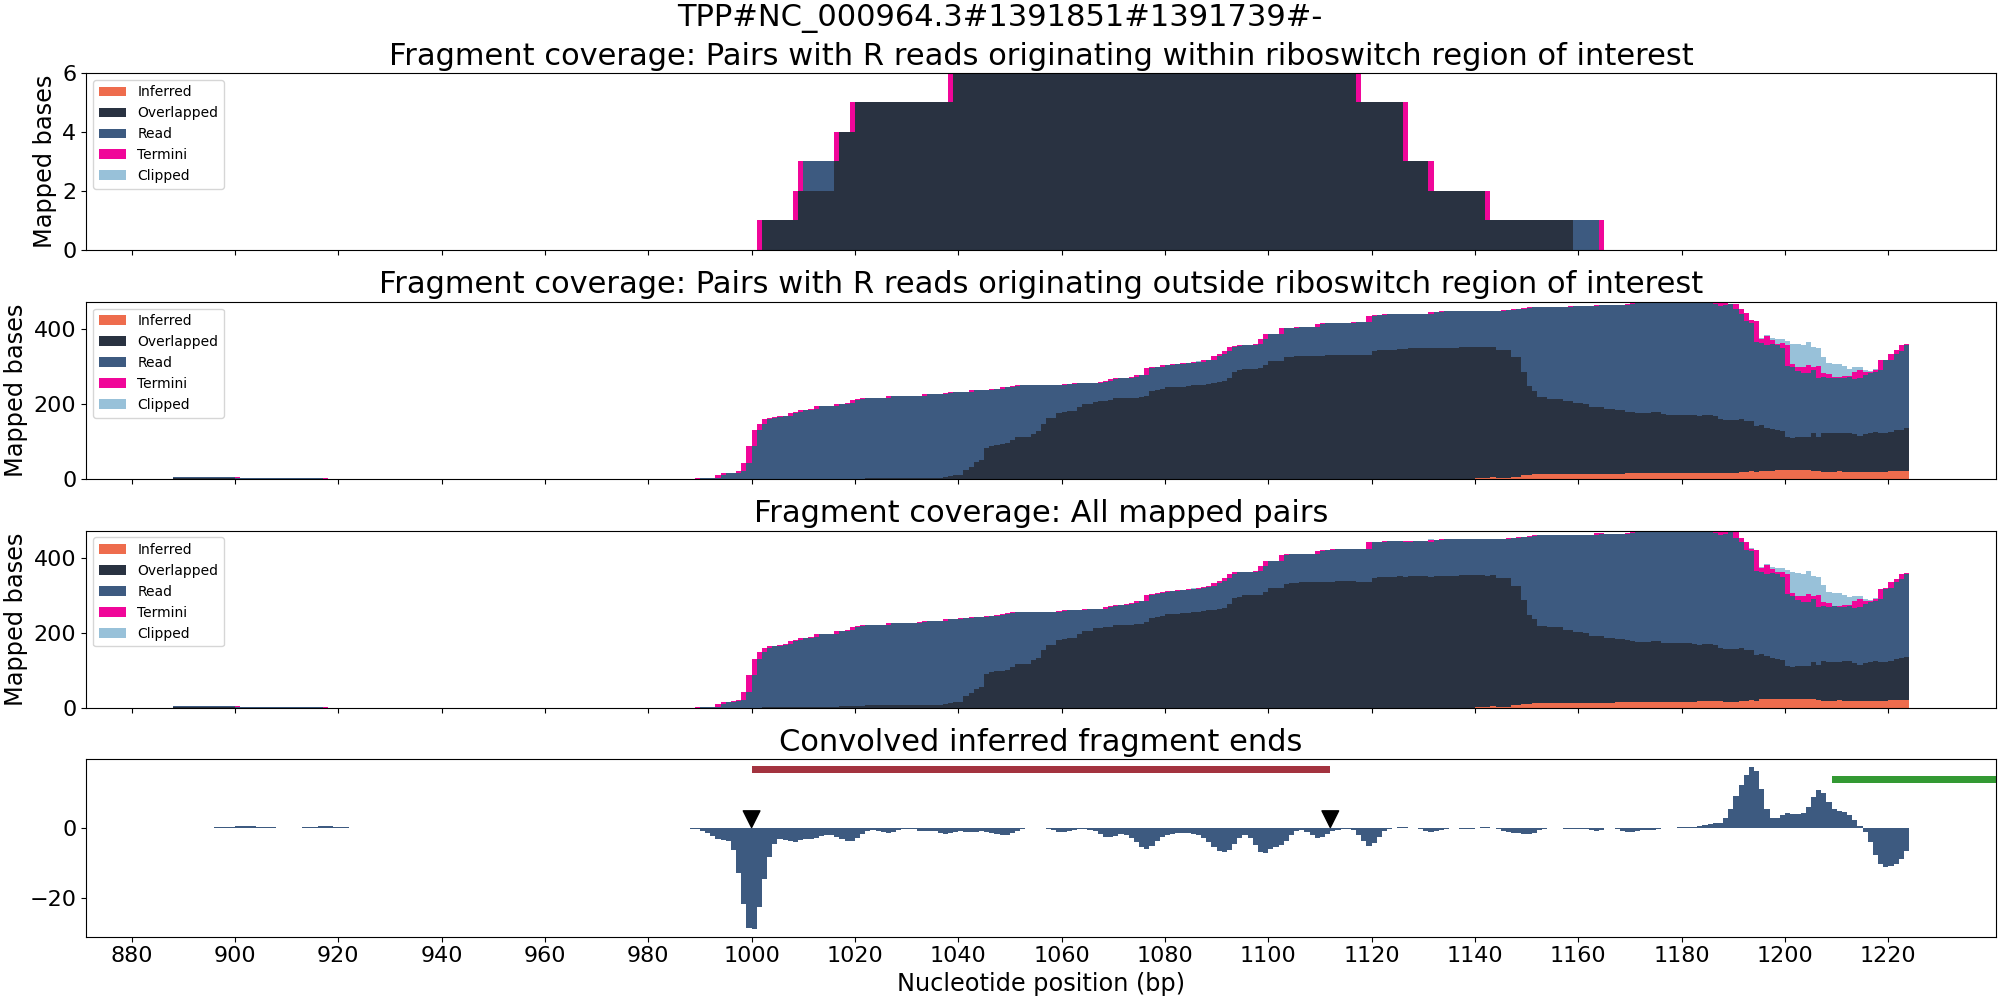 TPP#NC_000964.3#1391851#1391739#-
Fragment coverage: Pairs with R reads originating within riboswitch region of interest
Mapped bases
6
4
2
0
Inferred
Overlapped
Read
Termini
Clipped
Fragment coverage: Pairs with R reads originating outside riboswitch region of interest
Mapped bases
400
200
0
Inferred
Overlapped
Read
Termini
Clipped
Fragment coverage: All mapped pairs
Mapped bases
400
200
0
Inferred
Overlapped
Read
Termini
Clipped
Convolved inferred fragment ends
0
−20
880 900 920 940 960 980 1000 1020 1040 1060 1080 1100 1120 1140 1160 1180 1200 1220
Nucleotide position (bp)